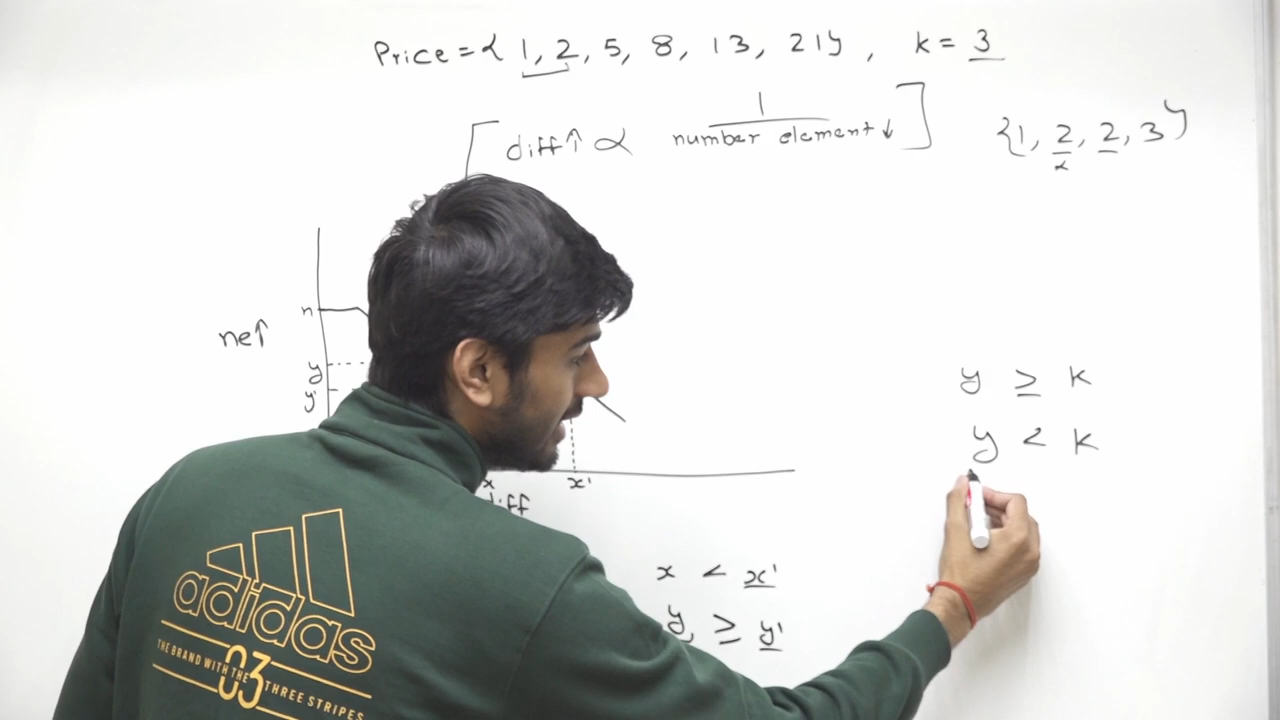 Price = { 1, 2, 5, 8, 13, 21 } , k = 3
[ diff↑ α 1 / number element↓ ] {1, 2, 2, 3}
x
n
ne↑
y
y'
x x'
diff
y ≥ k
y < k
x < x'
y ≥ y'
adidas
THE BRAND WITH THE 03 THREE STRIPES